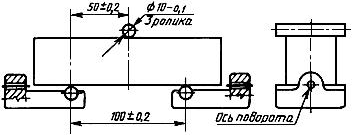 50±0,2
ϕ10-0,1
3 ролика
100±0,2
Ось поворота